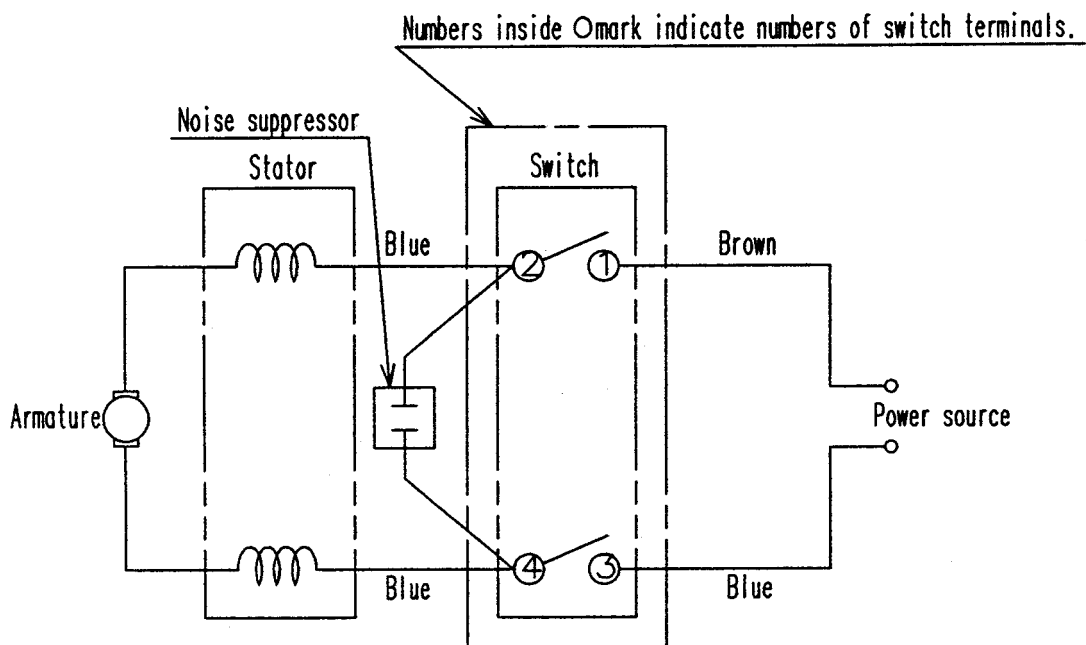 Numbers inside Omark indicate numbers of switch terminals.
Noise suppressor
Stator
Switch
Blue
2
1
Brown
Armature
Power source
4
3
Blue
Blue